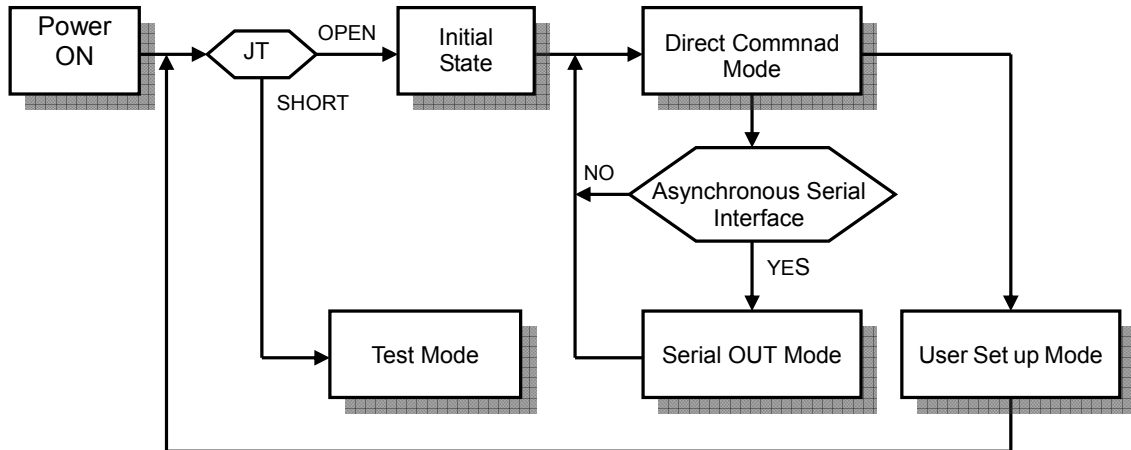 Power
ON
JT
OPEN
SHORT
Initial
State
Direct Commnad
Mode
NO
Asynchronous Serial
Interface
YES
Test Mode
Serial OUT Mode
User Set up Mode